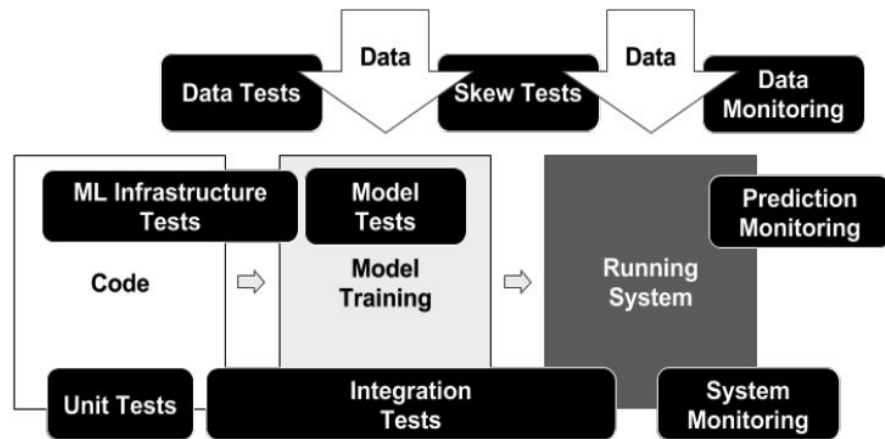 Data
Data
Data Tests
Skew Tests
Data
Monitoring
ML Infrastructure
Tests
Model
Tests
Prediction
Monitoring
Code
Model
Training
Running
System
Unit Tests
Integration
Tests
System
Monitoring